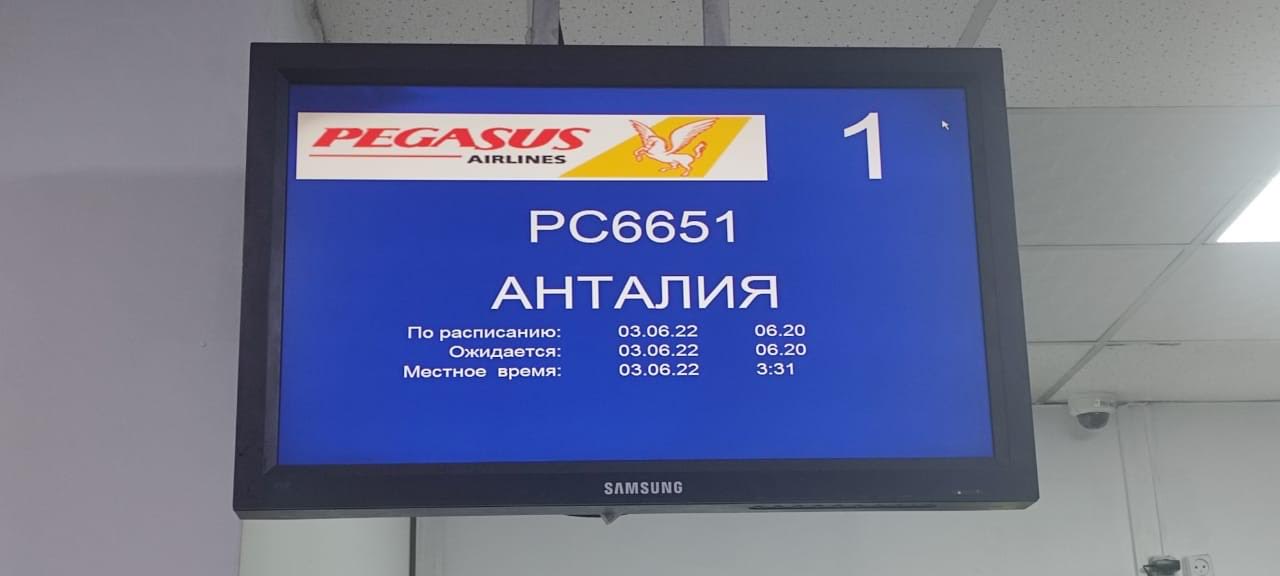 PEGASUS
AIRLINES
1
PC6651
АНТАЛИЯ
По расписанию: 03.06.22 06.20
Ожидается: 03.06.22 06.20
Местное время: 03.06.22 3:31
SAMSUNG